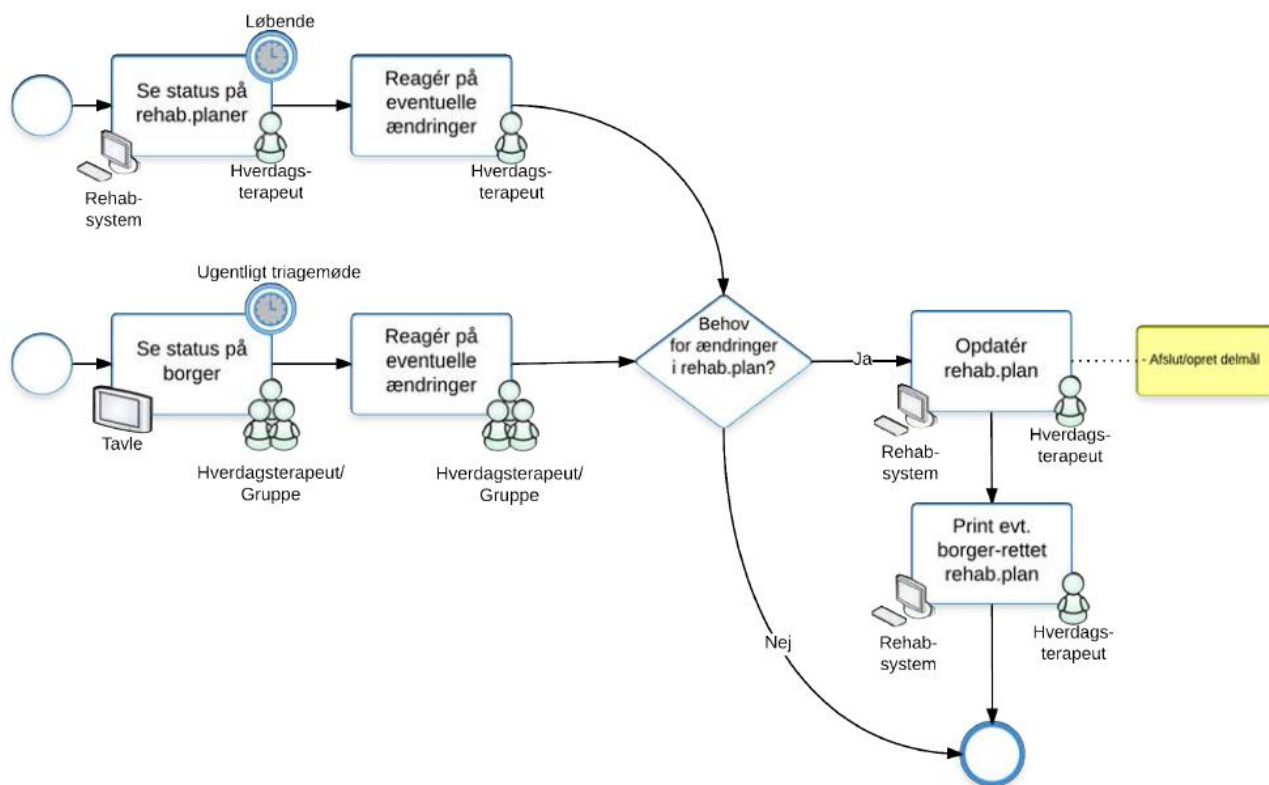 Løbende
Se status på
rehab.planer
Reagér på
eventuelle
ændringer
Hverdags-
terapeut
Hverdags-
terapeut
Rehab-
system
Ugentligt triagemøde
Se status på
borger
Reagér på
eventuelle
ændringer
Tavle
Hverdagsterapeut/
Gruppe
Hverdagsterapeut/
Gruppe
Behov
for ændringer
i rehab.plan?
Ja
Opdatér
rehab.plan
Afslut/opret delmål
Rehab-
system
Hverdags-
terapeut
Print evt.
borger-rettet
rehab.plan
Rehab-
system
Hverdags-
terapeut
Nej